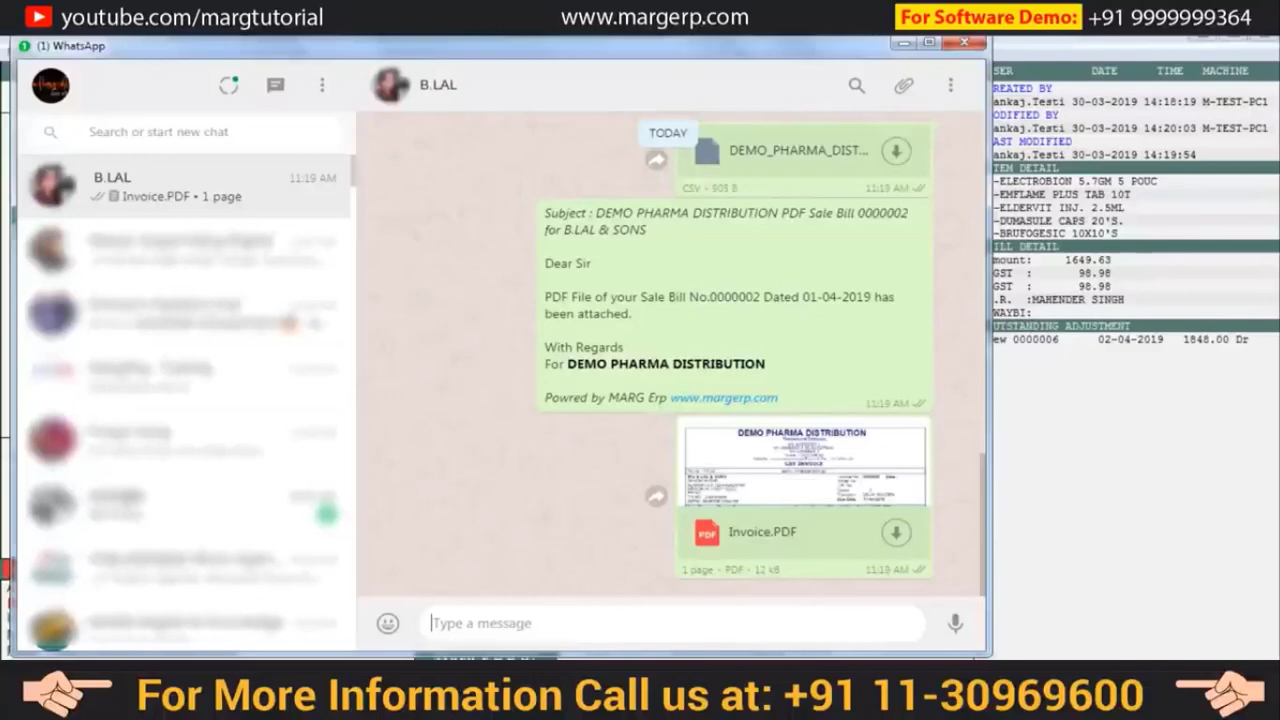 youtube.com/margtutorial
www.margerp.com
For Software Demo: +91 9999999364
(1) WhatsApp
B.LAL
Search or start new chat
B.LAL
11:19 AM
Invoice.PDF • 1 page
TODAY
DEMO_PHARMA_DIST...
CSV • 905 B
11:19 AM
Subject : DEMO PHARMA DISTRIBUTION PDF Sale Bill 0000002
for B.LAL & SONS
Dear Sir
PDF File of your Sale Bill No.0000002 Dated 01-04-2019 has
been attached.
With Regards
For DEMO PHARMA DISTRIBUTION
Powred by MARG Erp www.margerp.com
11:19 AM
DEMO PHARMA DISTRIBUTION
GST INVOICE
PDF
Invoice.PDF
1 page • PDF • 12 kB
11:19 AM
Type a message
SER DATE TIME MACHINE
REATED BY
ankaj.Testi 30-03-2019 14:18:19 M-TEST-PC1
ODIFIED BY
ankaj.Testi 30-03-2019 14:20:03 M-TEST-PC1
AST MODIFIED
ankaj.Testi 30-03-2019 14:19:54
TEM DETAIL
-ELECTROBION 5.7GM 5 POUC
-EMFLAME PLUS TAB 10T
-ELDERVIT INJ. 2.5ML
-DUMASULE CAPS 20'S.
-BRUFOGESIC 10X10'S
ILL DETAIL
mount: 1649.63
GST : 98.98
GST : 98.98
.R. :MAHENDER SINGH
WAYBI:
UTSTANDING ADJUSTMENT
ew 0000006 02-04-2019 1848.00 Dr
For More Information Call us at: +91 11-30969600